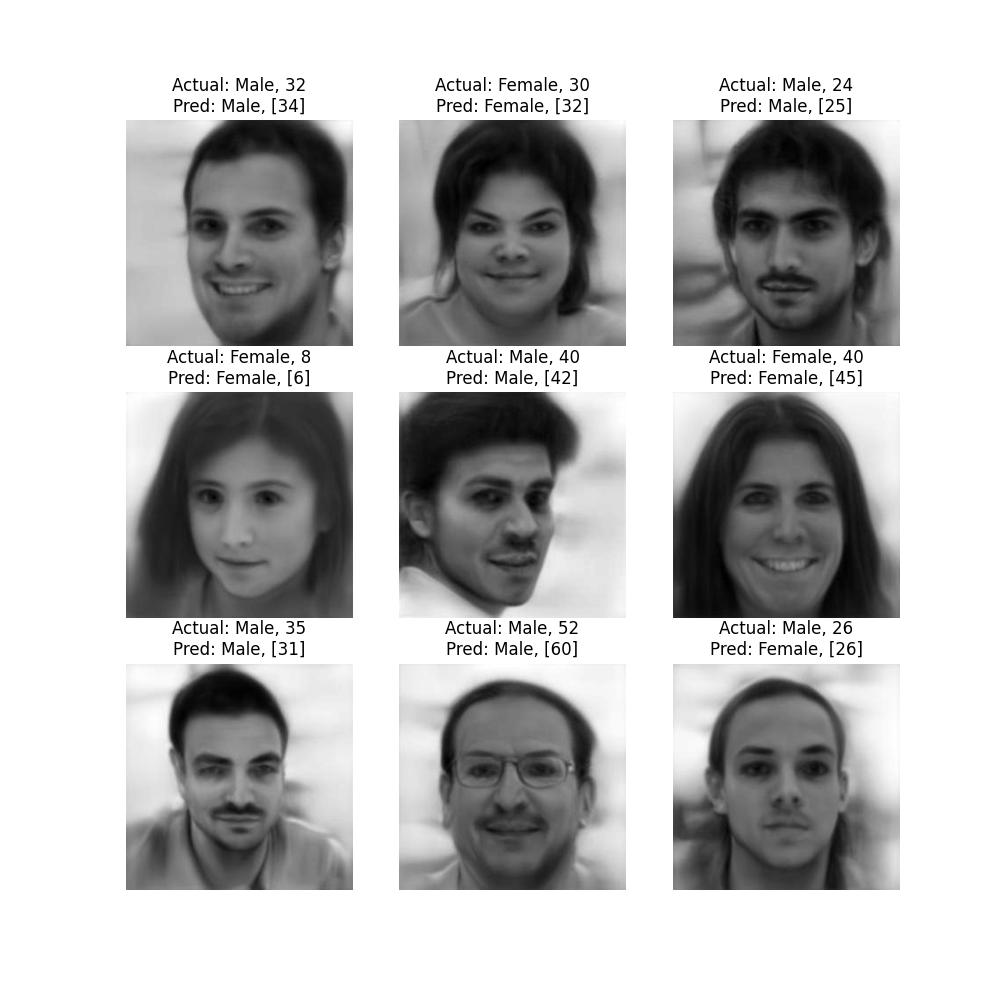 Actual: Male, 32
Pred: Male, [34]
Actual: Female, 30
Pred: Female, [32]
Actual: Male, 24
Pred: Male, [25]
Actual: Female, 8
Pred: Female, [6]
Actual: Male, 40
Pred: Male, [42]
Actual: Female, 40
Pred: Female, [45]
Actual: Male, 35
Pred: Male, [31]
Actual: Male, 52
Pred: Male, [60]
Actual: Male, 26
Pred: Female, [26]